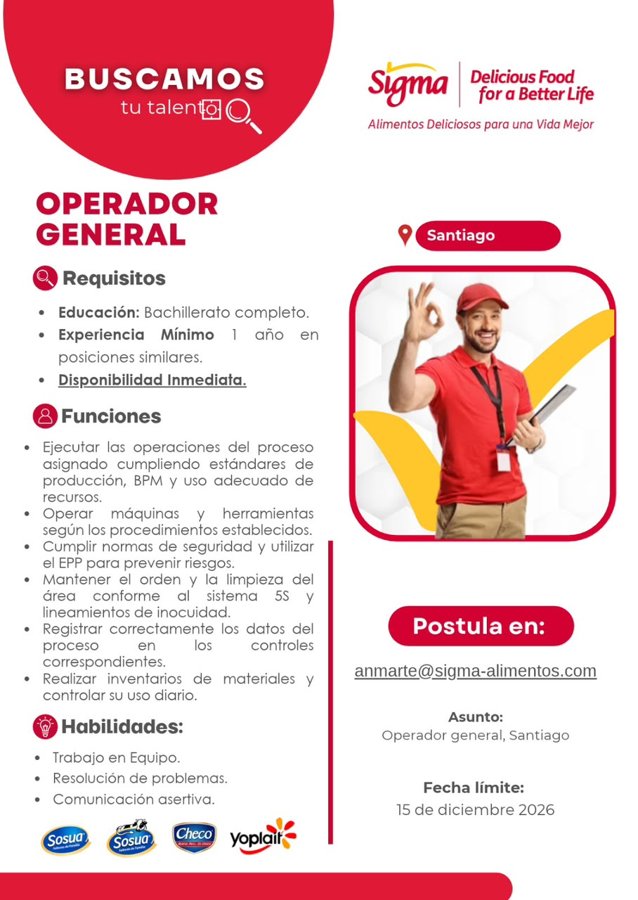 BUSCAMOS
tu talento
Sigma
Delicious Food
for a Better Life
Alimentos Deliciosos para una Vida Mejor
OPERADOR
GENERAL
Santiago
Requisitos
• Educación: Bachillerato completo.
• Experiencia Mínimo 1 año en
posiciones similares.
• Disponibilidad Inmediata.
Funciones
• Ejecutar las operaciones del proceso
asignado cumpliendo estándares de
producción, BPM y uso adecuado de
recursos.
• Operar máquinas y herramientas
según los procedimientos establecidos.
• Cumplir normas de seguridad y utilizar
el EPP para prevenir riesgos.
• Mantener el orden y la limpieza del
área conforme al sistema 5S y
lineamientos de inocuidad.
• Registrar correctamente los datos del
proceso en los controles
correspondientes.
• Realizar inventarios de materiales y
controlar su uso diario.
Habilidades:
• Trabajo en Equipo.
• Resolución de problemas.
• Comunicación asertiva.
Sosua
Sosua
Checo
yoplait
Postula en:
anmarte@sigma-alimentos.com
Asunto:
Operador general, Santiago
Fecha límite:
15 de diciembre 2026